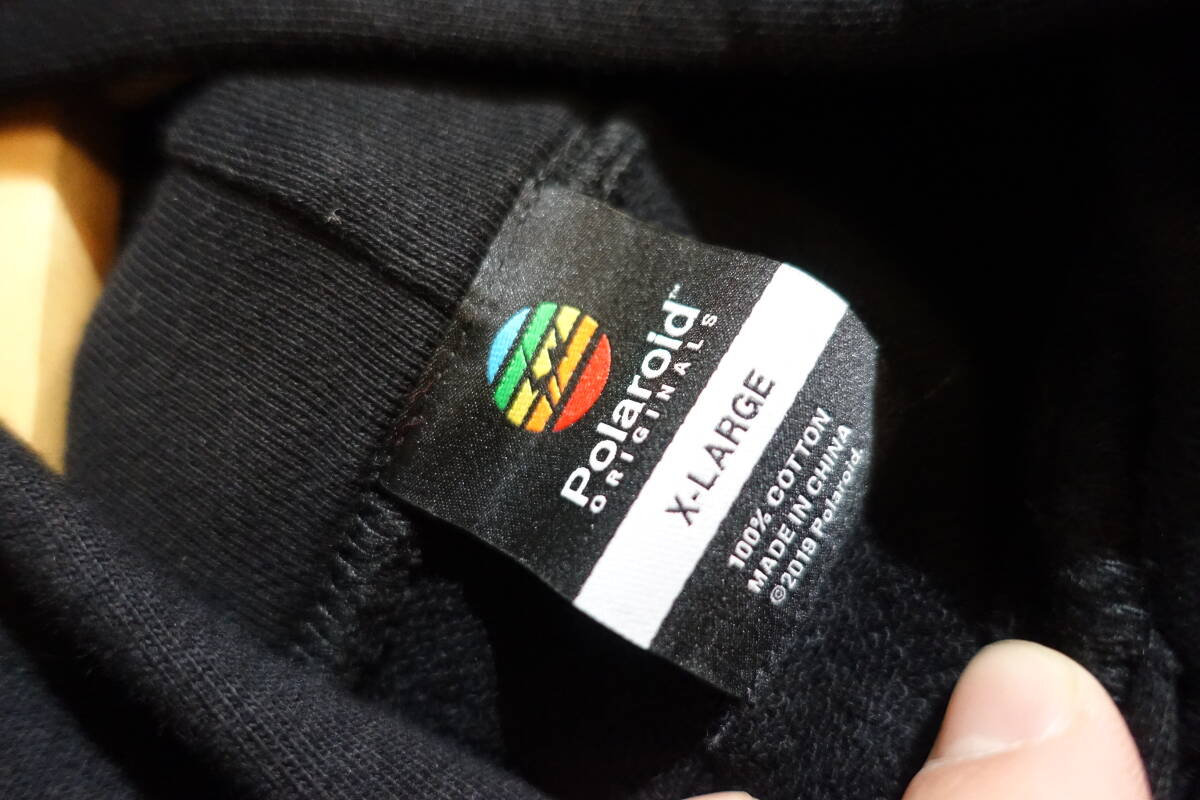 Polaroid™
ORIGINALS
X-LARGE
100% COTTON
MADE IN CHINA
©2019 Polaroid